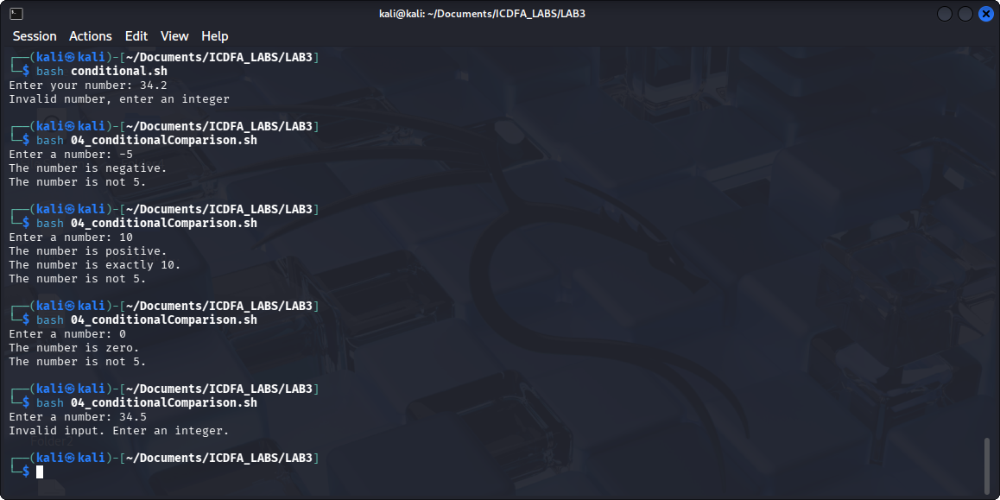 kali@kali: ~/Documents/ICDFA_LABS/LAB3
Session Actions Edit View Help
┌──(kali㉿kali)-[~/Documents/ICDFA_LABS/LAB3]
└─$ bash conditional.sh
Enter your number: 34.2
Invalid number, enter an integer
┌──(kali㉿kali)-[~/Documents/ICDFA_LABS/LAB3]
└─$ bash 04_conditionalComparison.sh
Enter a number: -5
The number is negative.
The number is not 5.
┌──(kali㉿kali)-[~/Documents/ICDFA_LABS/LAB3]
└─$ bash 04_conditionalComparison.sh
Enter a number: 10
The number is positive.
The number is exactly 10.
The number is not 5.
┌──(kali㉿kali)-[~/Documents/ICDFA_LABS/LAB3]
└─$ bash 04_conditionalComparison.sh
Enter a number: 0
The number is zero.
The number is not 5.
┌──(kali㉿kali)-[~/Documents/ICDFA_LABS/LAB3]
└─$ bash 04_conditionalComparison.sh
Enter a number: 34.5
Invalid input. Enter an integer.
Folder2
┌──(kali㉿kali)-[~/Documents/ICDFA_LABS/LAB3]
└─$